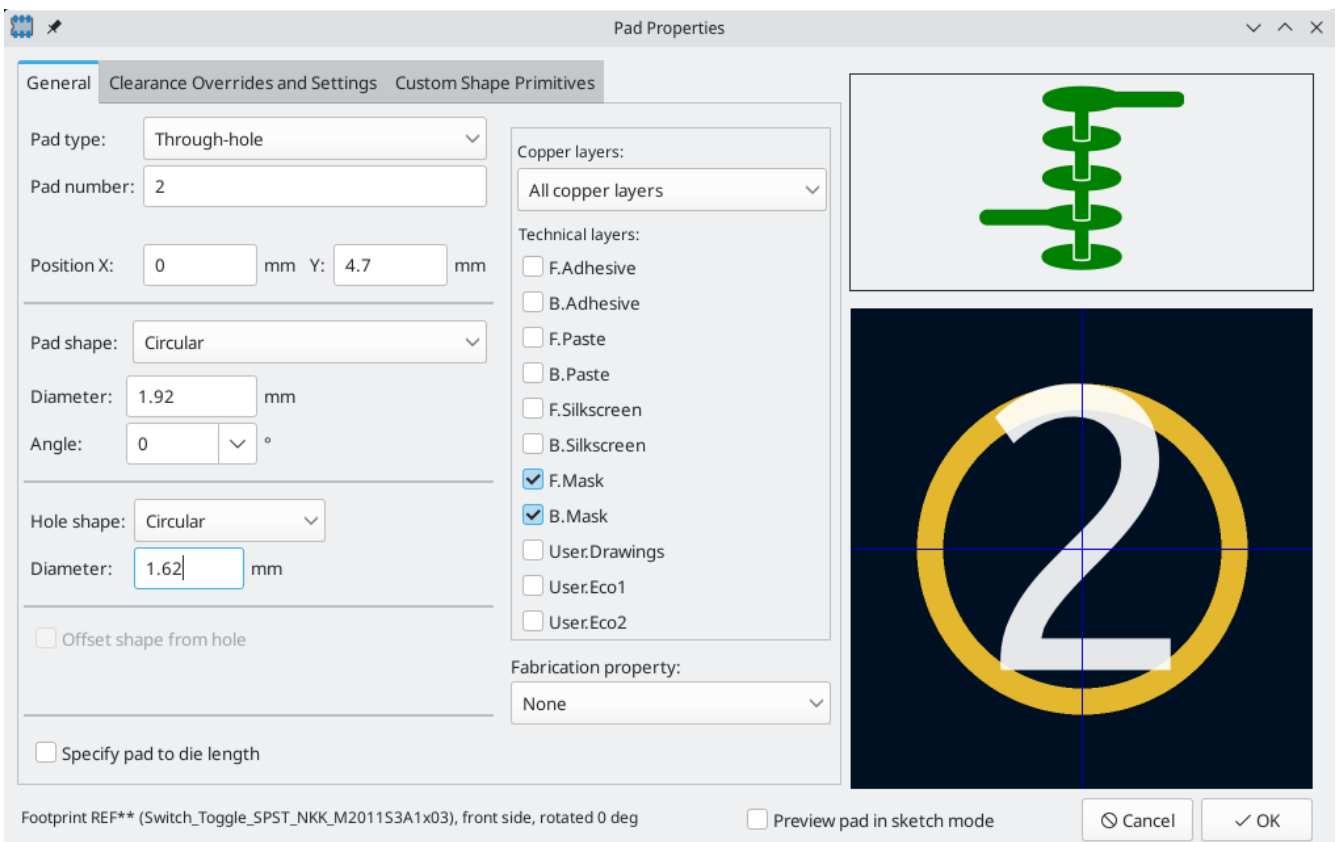 Pad Properties
General Clearance Overrides and Settings Custom Shape Primitives
Pad type: Through-hole
Pad number: 2
Position X: 0 mm Y: 4.7 mm
Pad shape: Circular
Diameter: 1.92 mm
Angle: 0 °
Hole shape: Circular
Diameter: 1.62 mm
Offset shape from hole
Specify pad to die length
Copper layers:
All copper layers
Technical layers:
F.Adhesive
B.Adhesive
F.Paste
B.Paste
F.Silkscreen
B.Silkscreen
F.Mask
B.Mask
User.Drawings
User.Eco1
User.Eco2
Fabrication property:
None
2
Footprint REF** (Switch_Toggle_SPST_NKK_M2011S3A1x03), front side, rotated 0 deg
Preview pad in sketch mode
Cancel
OK